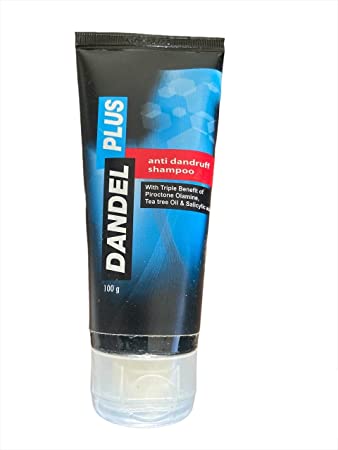 DANDEL PLUS
anti dandruff
shampoo
With Triple Benefit of
Piroctone Olamine,
Tea tree Oil & Salicylic
100 g